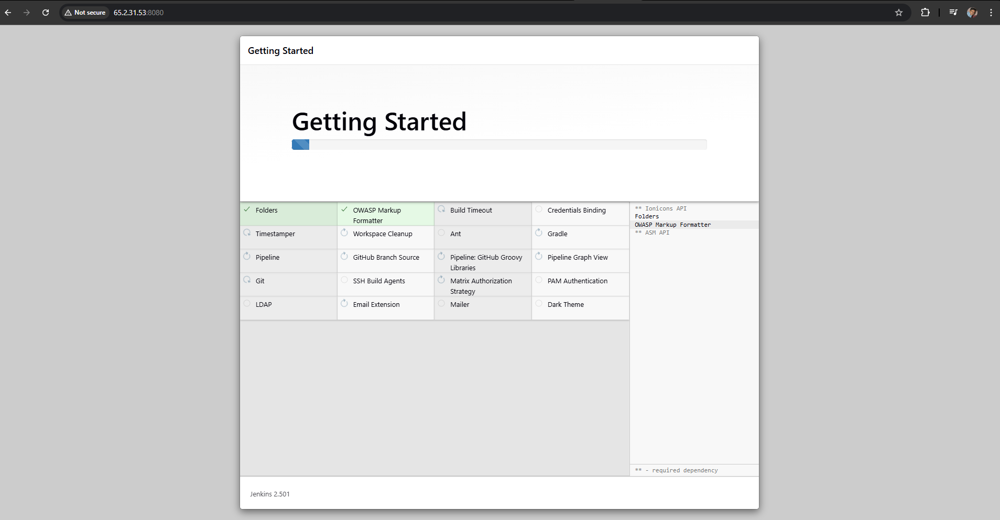 Not secure 65.2.31.53:8080
Getting Started
Getting Started
Folders
OWASP Markup
Formatter
Build Timeout
Credentials Binding
Timestamper
Workspace Cleanup
Ant
Gradle
Pipeline
GitHub Branch Source
Pipeline: GitHub Groovy
Libraries
Pipeline Graph View
Git
SSH Build Agents
Matrix Authorization
Strategy
PAM Authentication
LDAP
Email Extension
Mailer
Dark Theme
** Ionicons API
Folders
OWASP Markup Formatter
** ASM API
** - required dependency
Jenkins 2.501